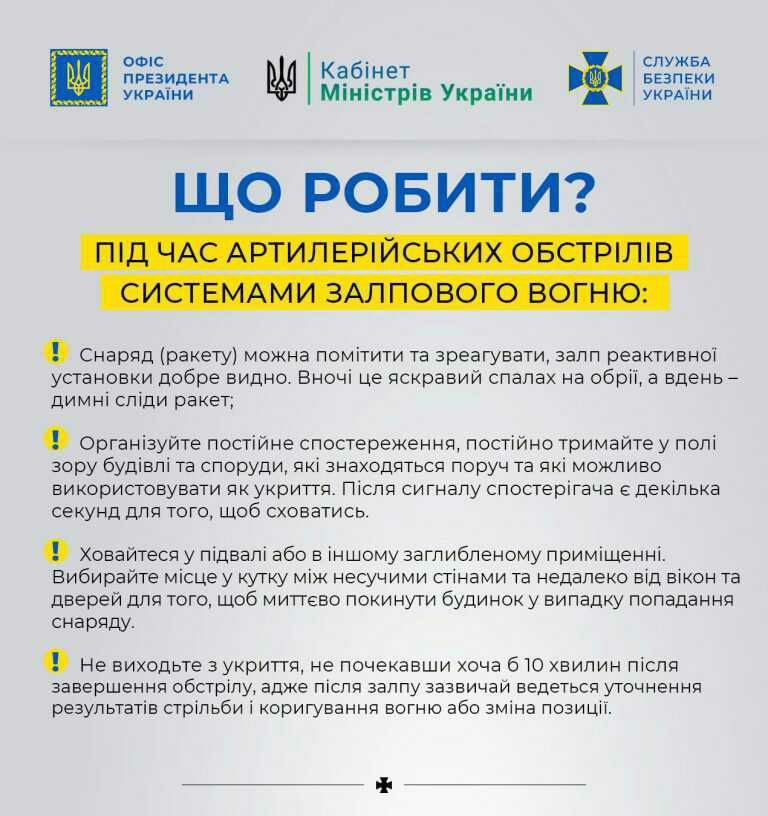 ОФІС
ПРЕЗИДЕНТА
УКРАЇНИ
Кабінет
Міністрів України
СЛУЖБА
БЕЗПЕКИ
УКРАЇНИ
ЩО РОБИТИ?
ПІД ЧАС АРТИЛЕРІЙСЬКИХ ОБСТРІЛІВ
СИСТЕМАМИ ЗАЛПОВОГО ВОГНЮ:
! Снаряд (ракету) можна помітити та зреагувати, залп реактивної
установки добре видно. Вночі це яскравий спалах на обрії, а вдень –
димні сліди ракет;
! Організуйте постійне спостереження, постійно тримайте у полі
зору будівлі та споруди, які знаходяться поруч та які можливо
використовувати як укриття. Після сигналу спостерігача є декілька
секунд для того, щоб сховатись.
! Ховайтеся у підвалі або в іншому заглибленому приміщенні.
Вибирайте місце у кутку між несучими стінами та недалеко від вікон та
дверей для того, щоб миттєво покинути будинок у випадку попадання
снаряду.
! Не виходьте з укриття, не почекавши хоча б 10 хвилин після
завершення обстрілу, адже після залпу зазвичай ведеться уточнення
результатів стрільби і коригування вогню або зміна позиції.